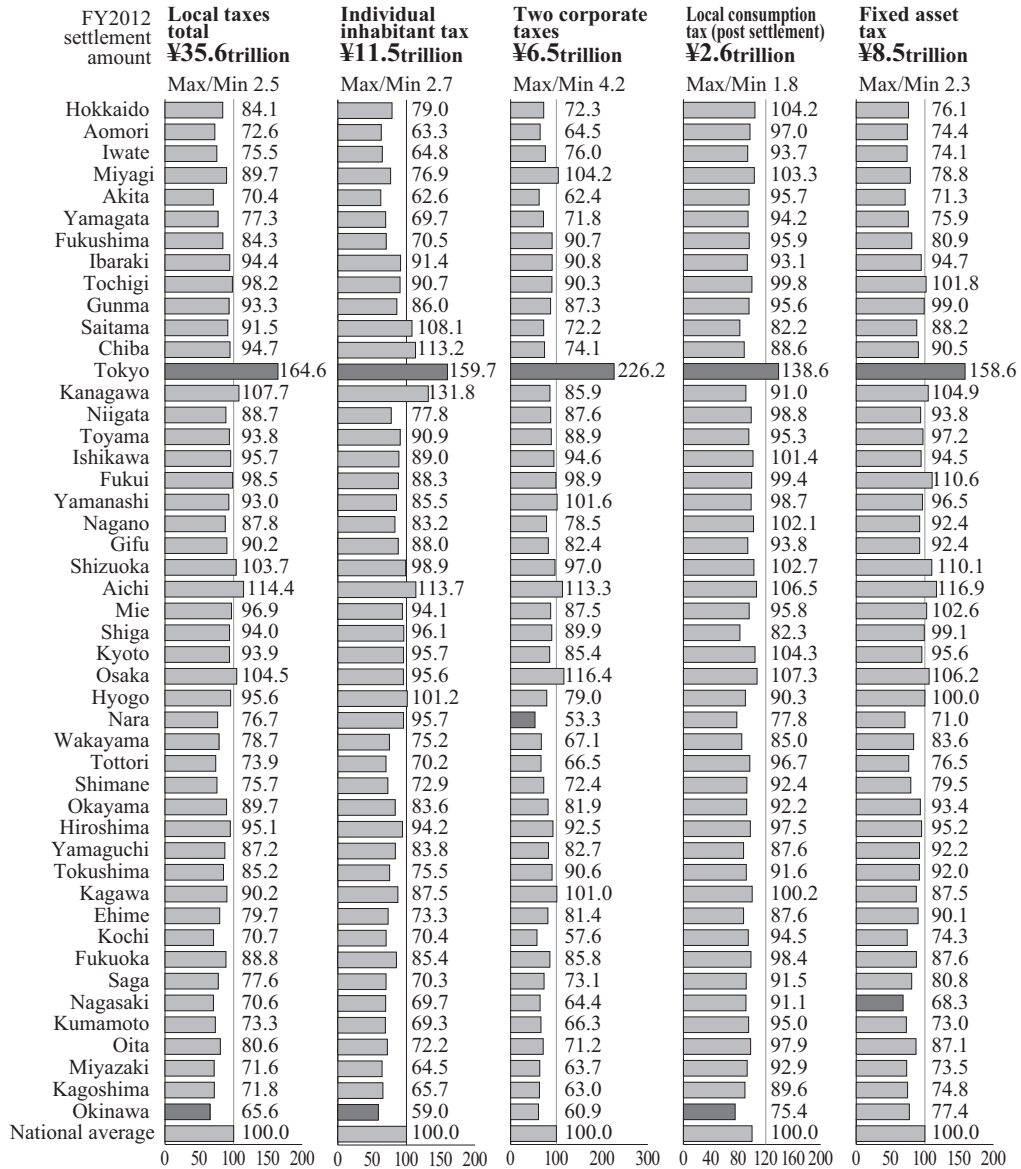 FY2012
settlement
amount
Local taxes
total
¥35.6trillion
Individual
inhabitant tax
¥11.5trillion
Two corporate
taxes
¥6.5trillion
Local consumption
tax (post settlement)
¥2.6trillion
Fixed asset
tax
¥8.5trillion
Max/Min 2.5 Max/Min 2.7 Max/Min 4.2 Max/Min 1.8 Max/Min 2.3
Hokkaido 84.1 79.0 72.3 104.2 76.1
Aomori 72.6 63.3 64.5 97.0 74.4
Iwate 75.5 64.8 76.0 93.7 74.1
Miyagi 89.7 76.9 104.2 103.3 78.8
Akita 70.4 62.6 62.4 95.7 71.3
Yamagata 77.3 69.7 71.8 94.2 75.9
Fukushima 84.3 70.5 90.7 95.9 80.9
Ibaraki 94.4 91.4 90.8 93.1 94.7
Tochigi 98.2 90.7 90.3 99.8 101.8
Gunma 93.3 86.0 87.3 95.6 99.0
Saitama 91.5 108.1 72.2 82.2 88.2
Chiba 94.7 113.2 74.1 88.6 90.5
Tokyo 164.6 159.7 226.2 138.6 158.6
Kanagawa 107.7 131.8 85.9 91.0 104.9
Niigata 88.7 77.8 87.6 98.8 93.8
Toyama 93.8 90.9 88.9 95.3 97.2
Ishikawa 95.7 89.0 94.6 101.4 94.5
Fukui 98.5 88.3 98.9 99.4 110.6
Yamanashi 93.0 85.5 101.6 98.7 96.5
Nagano 87.8 83.2 78.5 102.1 92.4
Gifu 90.2 88.0 82.4 93.8 92.4
Shizuoka 103.7 98.9 97.0 102.7 110.1
Aichi 114.4 113.7 113.3 106.5 116.9
Mie 96.9 94.1 87.5 95.8 102.6
Shiga 94.0 96.1 89.9 82.3 99.1
Kyoto 93.9 95.7 85.4 104.3 95.6
Osaka 104.5 95.6 116.4 107.3 106.2
Hyogo 95.6 101.2 79.0 90.3 100.0
Nara 76.7 95.7 53.3 77.8 71.0
Wakayama 78.7 75.2 67.1 85.0 83.6
Tottori 73.9 70.2 66.5 96.7 76.5
Shimane 75.7 72.9 72.4 92.4 79.5
Okayama 89.7 83.6 81.9 92.2 93.4
Hiroshima 95.1 94.2 92.5 97.5 95.2
Yamaguchi 87.2 83.8 82.7 87.6 92.2
Tokushima 85.2 75.5 90.6 91.6 92.0
Kagawa 90.2 87.5 101.0 100.2 87.5
Ehime 79.7 73.3 81.4 87.6 90.1
Kochi 70.7 70.4 57.6 94.5 74.3
Fukuoka 88.8 85.4 85.8 98.4 87.6
Saga 77.6 70.3 73.1 91.5 80.8
Nagasaki 70.6 69.7 64.4 91.1 68.3
Kumamoto 73.3 69.3 66.3 95.0 73.0
Oita 80.6 72.2 71.2 97.9 87.1
Miyazaki 71.6 64.5 63.7 92.9 73.5
Kagoshima 71.8 65.7 63.0 89.6 74.8
Okinawa 65.6 59.0 60.9 75.4 77.4
National average 100.0 100.0 100.0 100.0 100.0
0 50 100 150 200 0 50 100 150 200 0 100 200 300 0 40 80 120 160 200 0 50 100 150 200